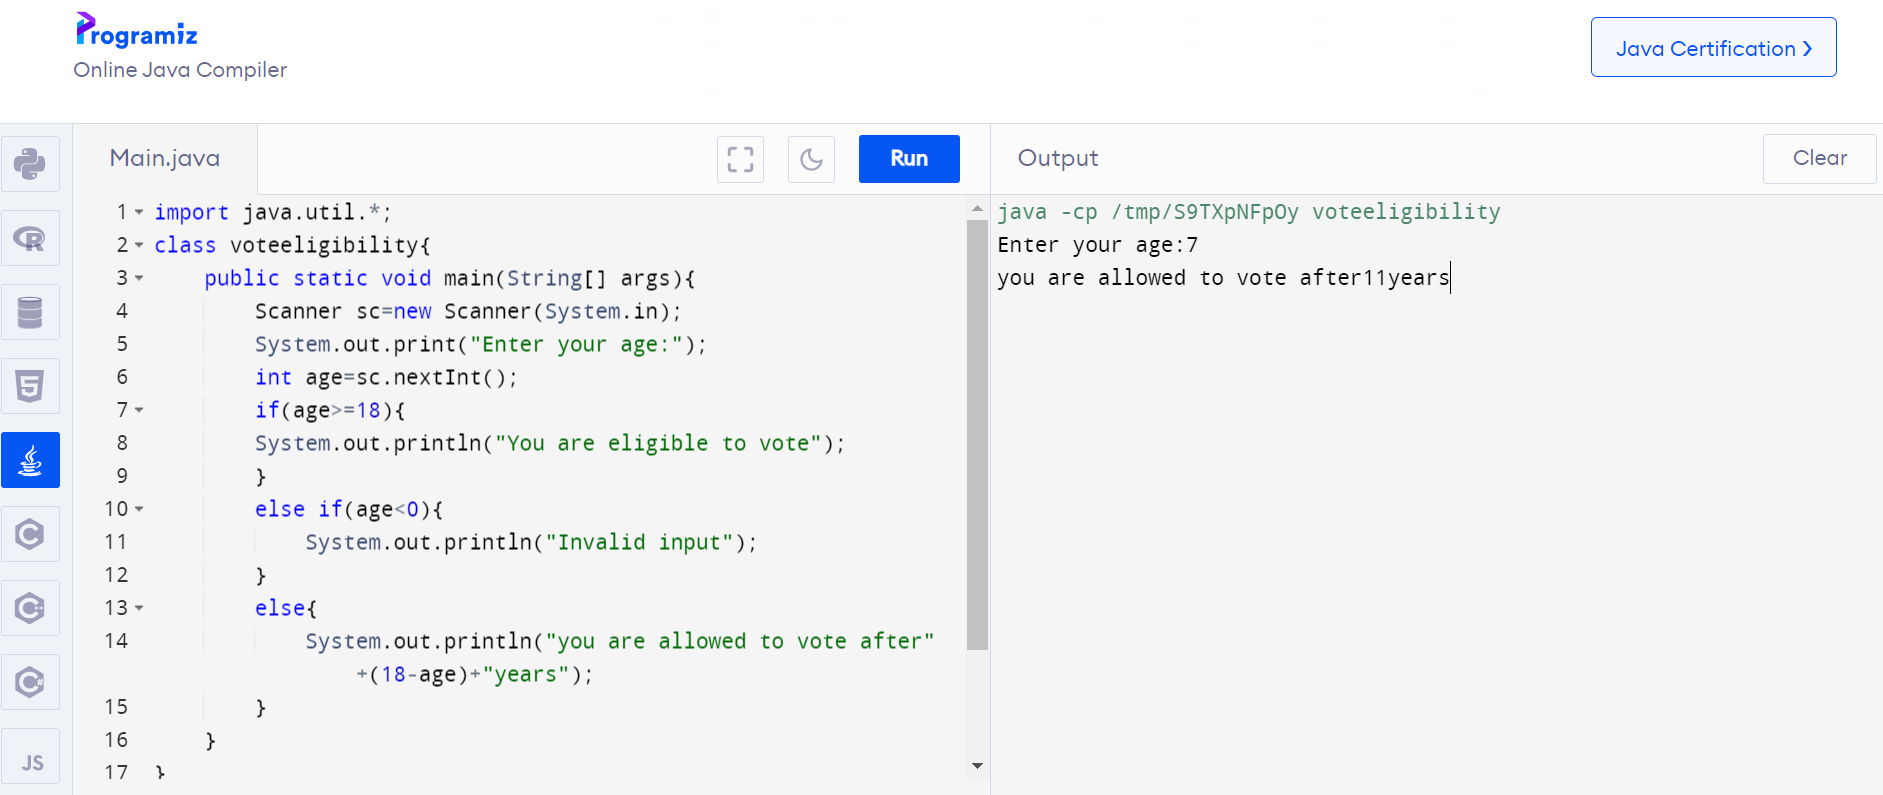 Programiz
Online Java Compiler
Java Certification ❯
Main.java
Run
Output
Clear
1 import java.util.*;
2 class voteeligibility{
3     public static void main(String[] args){
4         Scanner sc=new Scanner(System.in);
5         System.out.print("Enter your age:");
6         int age=sc.nextInt();
7         if(age>=18){
8         System.out.println("You are eligible to vote");
9         }
10         else if(age<0){
11             System.out.println("Invalid input");
12         }
13         else{
14             System.out.println("you are allowed to vote after"
                +(18-age)+"years");
15         }
16     }
17 }
java -cp /tmp/S9TXpNFpOy voteeligibility
Enter your age:7
you are allowed to vote after11years
R
5
C
C++
C#
JS